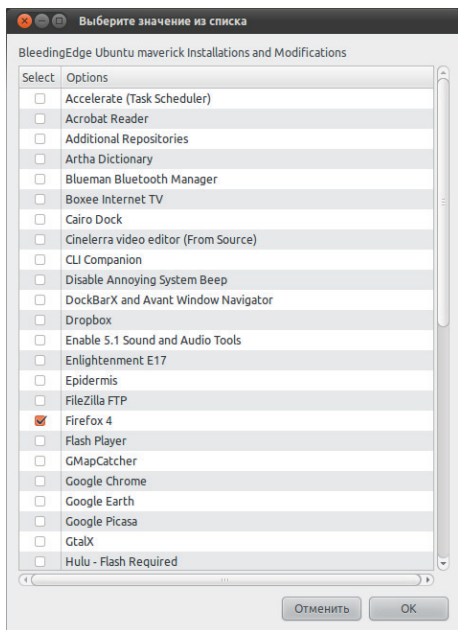 Выберите значение из списка
BleedingEdge Ubuntu maverick Installations and Modifications
Select Options
Accelerate (Task Scheduler)
Acrobat Reader
Additional Repositories
Artha Dictionary
Blueman Bluetooth Manager
Boxee Internet TV
Cairo Dock
Cinelerra video editor (From Source)
CLI Companion
Disable Annoying System Beep
DockBarX and Avant Window Navigator
Dropbox
Enable 5.1 Sound and Audio Tools
Enlightenment E17
Epidermis
FileZilla FTP
Firefox 4
Flash Player
GMapCatcher
Google Chrome
Google Earth
Google Picasa
GtalX
Hulu - Flash Required
Отменить OK